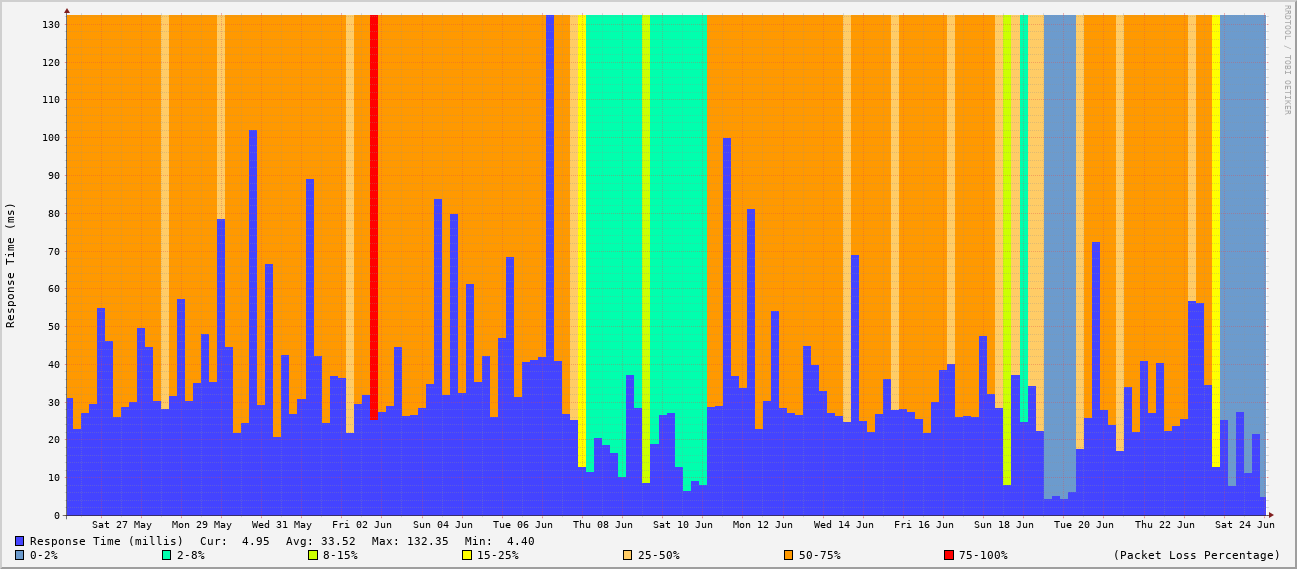 RRDTOOL / TOBI OETIKER
Response Time (ms)
130
120
110
100
90
80
70
60
50
40
30
20
10
0
Sat 27 May Mon 29 May Wed 31 May Fri 02 Jun Sun 04 Jun Tue 06 Jun Thu 08 Jun Sat 10 Jun Mon 12 Jun Wed 14 Jun Fri 16 Jun Sun 18 Jun Tue 20 Jun Thu 22 Jun Sat 24 Jun
Response Time (millis) Cur: 4.95 Avg: 33.52 Max: 132.35 Min: 4.40
0-2% 2-8% 8-15% 15-25% 25-50% 50-75% 75-100% (Packet Loss Percentage)